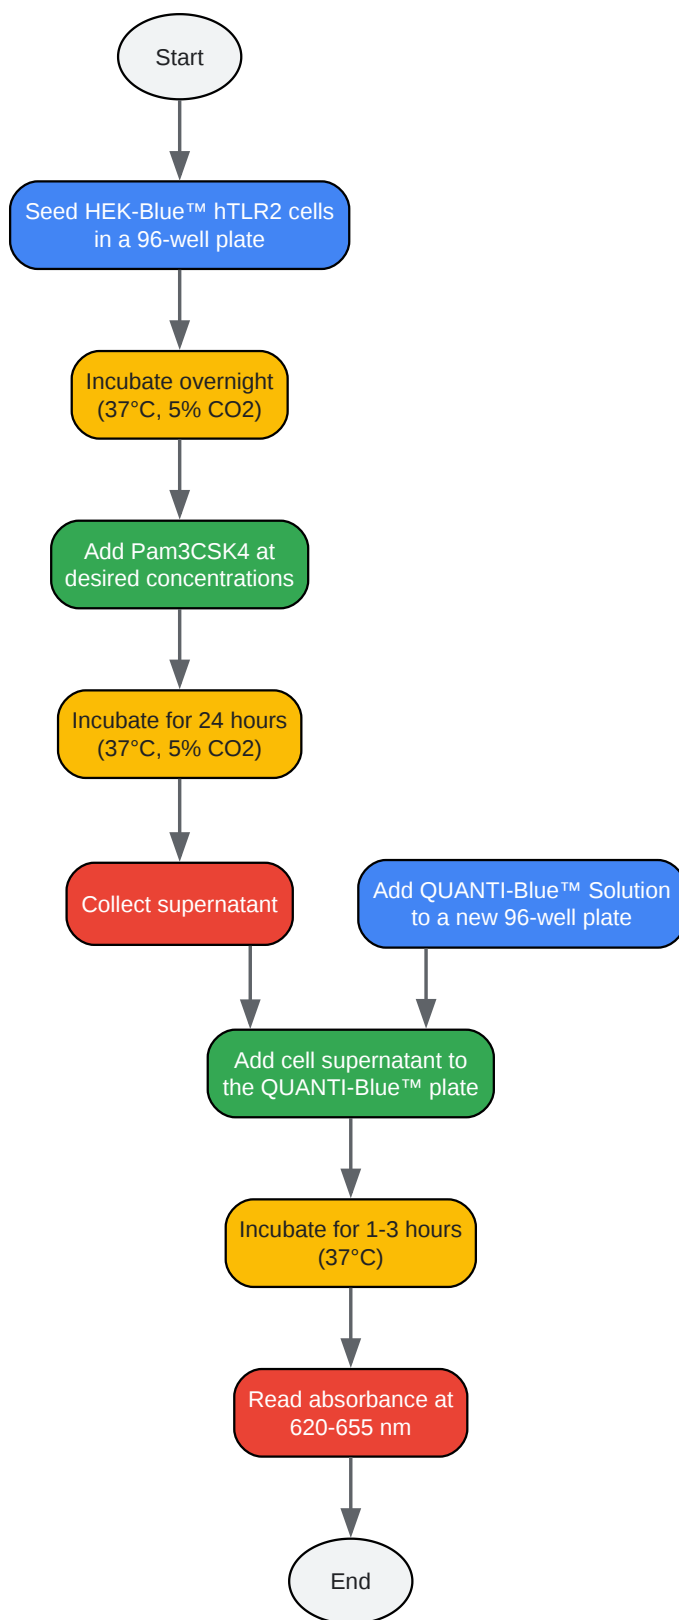 Start
Seed HEK-Blue™ hTLR2 cells
in a 96-well plate
Incubate overnight
(37°C, 5% CO2)
Add Pam3CSK4 at
desired concentrations
Incubate for 24 hours
(37°C, 5% CO2)
Collect supernatant
Add QUANTI-Blue™ Solution
to a new 96-well plate
Add cell supernatant to
the QUANTI-Blue™ plate
Incubate for 1-3 hours
(37°C)
Read absorbance at
620-655 nm
End